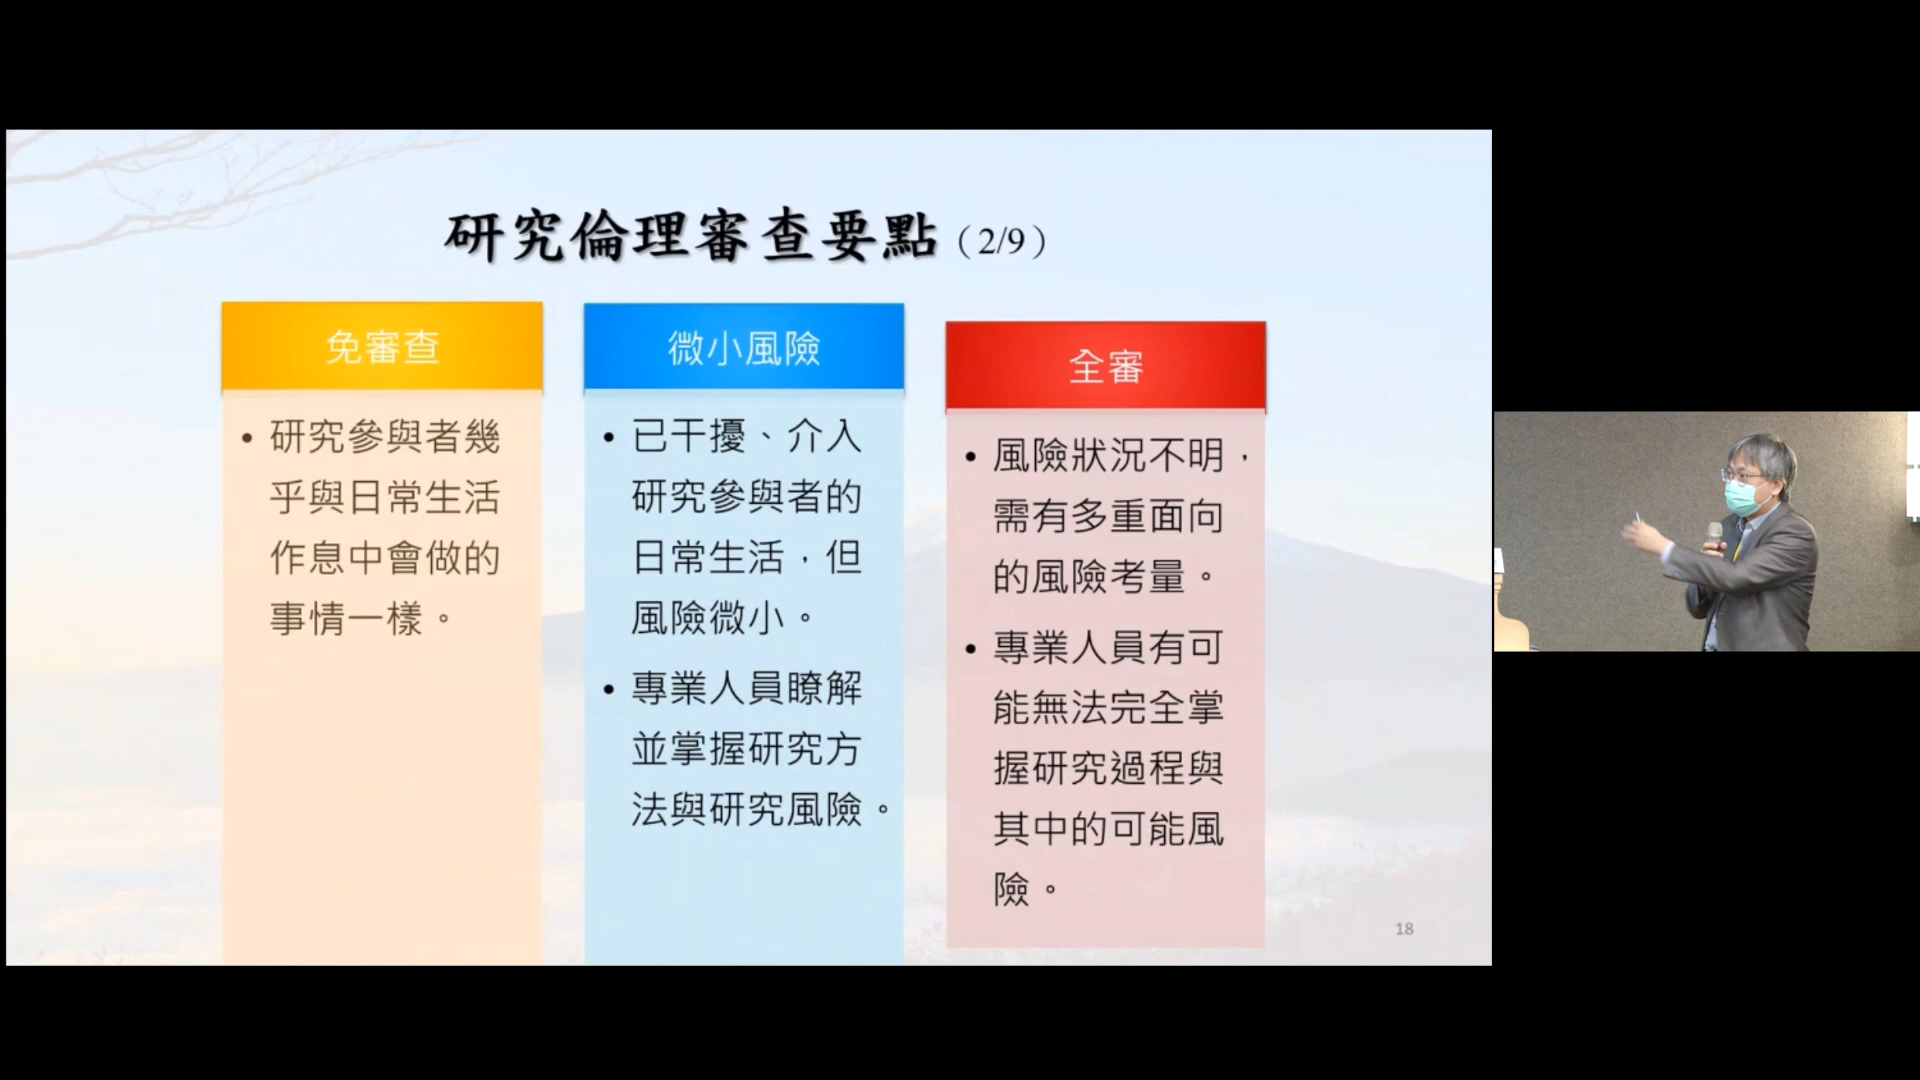 研究倫理審查要點（2/9）
免審查
• 研究參與者幾
乎與日常生活
作息中會做的
事情一樣。
微小風險
• 已干擾、介入
研究參與者的
日常生活，但
風險微小。
• 專業人員瞭解
並掌握研究方
法與研究風險。
全審
• 風險狀況不明，
需有多重面向
的風險考量。
• 專業人員有可
能無法完全掌
握研究過程與
其中的可能風
險。
18